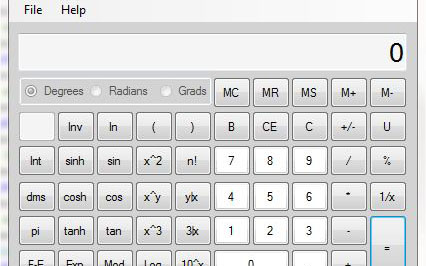 File Help
0
Degrees Radians Grads MC MR MS M+ M-
Inv ln ( ) B CE C +/- U
Int sinh sin x^2 n! 7 8 9 / %
dms cosh cos x^y y|x 4 5 6 * 1/x
pi tanh tan x^3 3|x 1 2 3 - =
F-E Exp Mod Log 10^x 0 . +